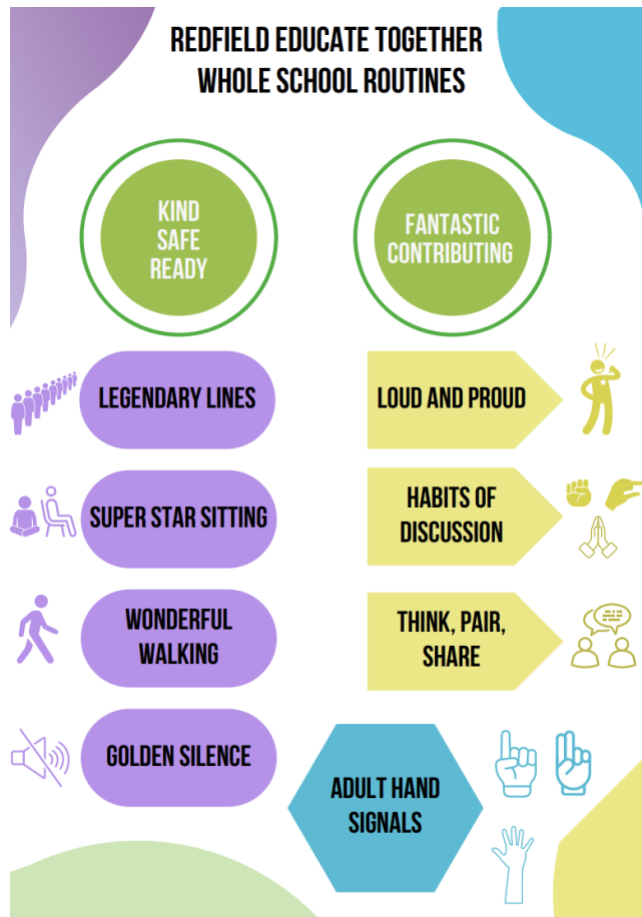 REDFIELD EDUCATE TOGETHER
WHOLE SCHOOL ROUTINES
KIND
SAFE
READY
FANTASTIC
CONTRIBUTING
LEGENDARY LINES
LOUD AND PROUD
SUPER STAR SITTING
HABITS OF
DISCUSSION
WONDERFUL
WALKING
THINK, PAIR,
SHARE
GOLDEN SILENCE
ADULT HAND
SIGNALS